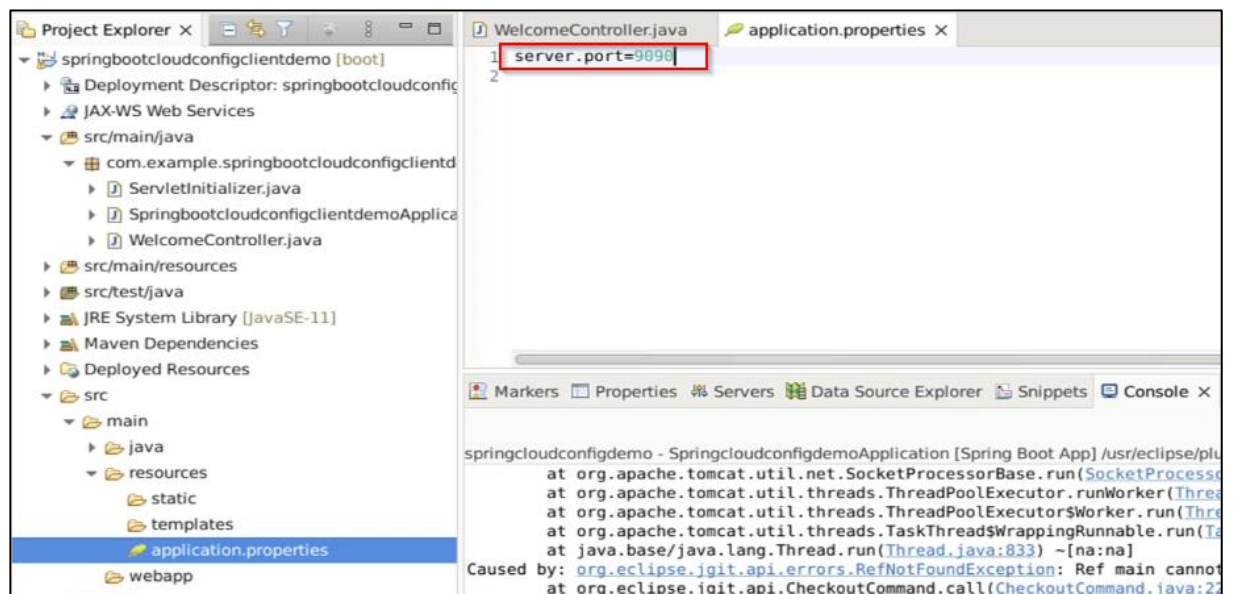 Project Explorer ×
springbootcloudconfigclientdemo [boot]
Deployment Descriptor: springbootcloudconfig
JAX-WS Web Services
src/main/java
com.example.springbootcloudconfigclientd
ServletInitializer.java
SpringbootcloudconfigclientdemoApplica
WelcomeController.java
src/main/resources
src/test/java
JRE System Library [JavaSE-11]
Maven Dependencies
Deployed Resources
src
main
java
resources
static
templates
application.properties
webapp
WelcomeController.java application.properties ×
1 server.port=9090
2
Markers Properties Servers Data Source Explorer Snippets Console ×
springcloudconfigdemo - SpringcloudconfigdemoApplication [Spring Boot App] /usr/eclipse/plu
at org.apache.tomcat.util.net.SocketProcessorBase.run(SocketProcesso
at org.apache.tomcat.util.threads.ThreadPoolExecutor.runWorker(Threa
at org.apache.tomcat.util.threads.ThreadPoolExecutor$Worker.run(Thre
at org.apache.tomcat.util.threads.TaskThread$WrappingRunnable.run(Ta
at java.base/java.lang.Thread.run(Thread.java:833) ~[na:na]
Caused by: org.eclipse.jgit.api.errors.RefNotFoundException: Ref main cannot
at org.eclipse.jgit.api.CheckoutCommand.call(CheckoutCommand.java:22